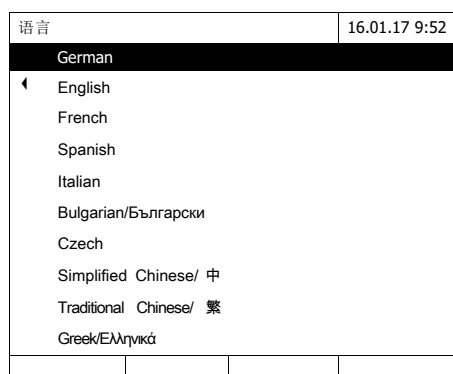 语言 16.01.17 9:52
German
English
French
Spanish
Italian
Bulgarian/Български
Czech
Simplified Chinese/ 中
Traditional Chinese/ 繁
Greek/Ελληνικά